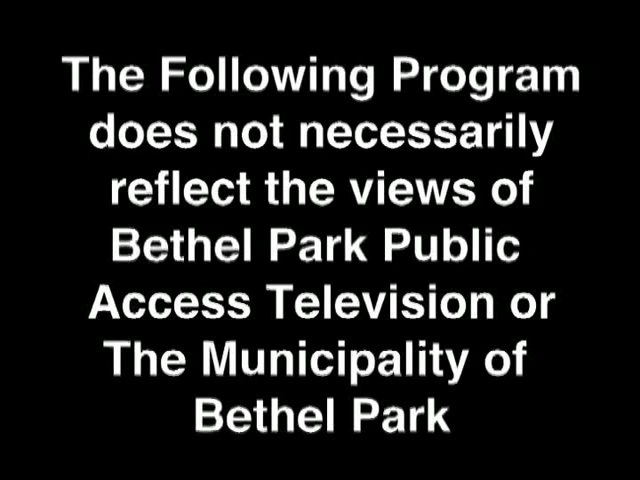 The Following Program
does not necessarily
reflect the views of
Bethel Park Public
Access Television or
The Municipality of
Bethel Park